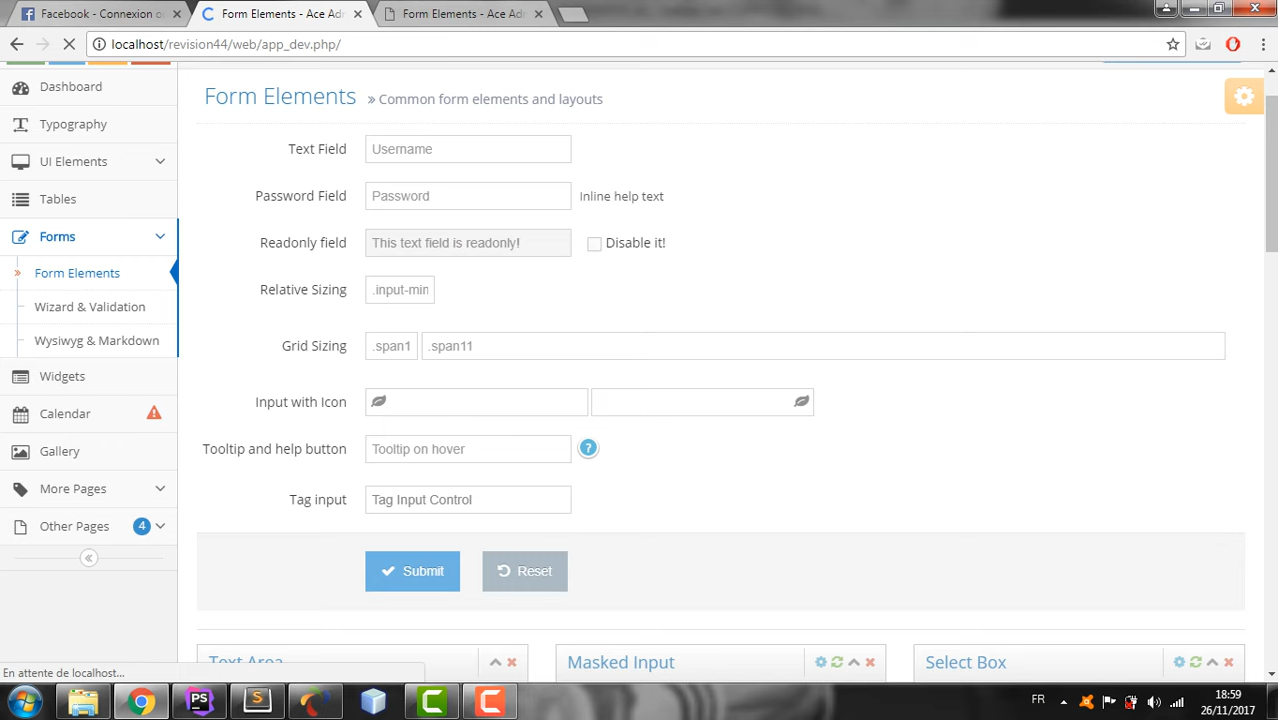 Facebook - Connexion o
Form Elements - Ace Adm
Form Elements - Ace Adm
localhost/revision44/web/app_dev.php/
Dashboard
Typography
UI Elements
Tables
Forms
Form Elements
Wizard & Validation
Wysiwyg & Markdown
Widgets
Calendar
Gallery
More Pages
Other Pages 4
Form Elements » Common form elements and layouts
Text Field Username
Password Field Password Inline help text
Readonly field This text field is readonly! Disable it!
Relative Sizing .input-min
Grid Sizing .span1 .span11
Input with Icon
Tooltip and help button Tooltip on hover ?
Tag input Tag Input Control
Submit Reset
Text Area Masked Input Select Box
En attente de localhost...
PS S C C FR 18:59
26/11/2017